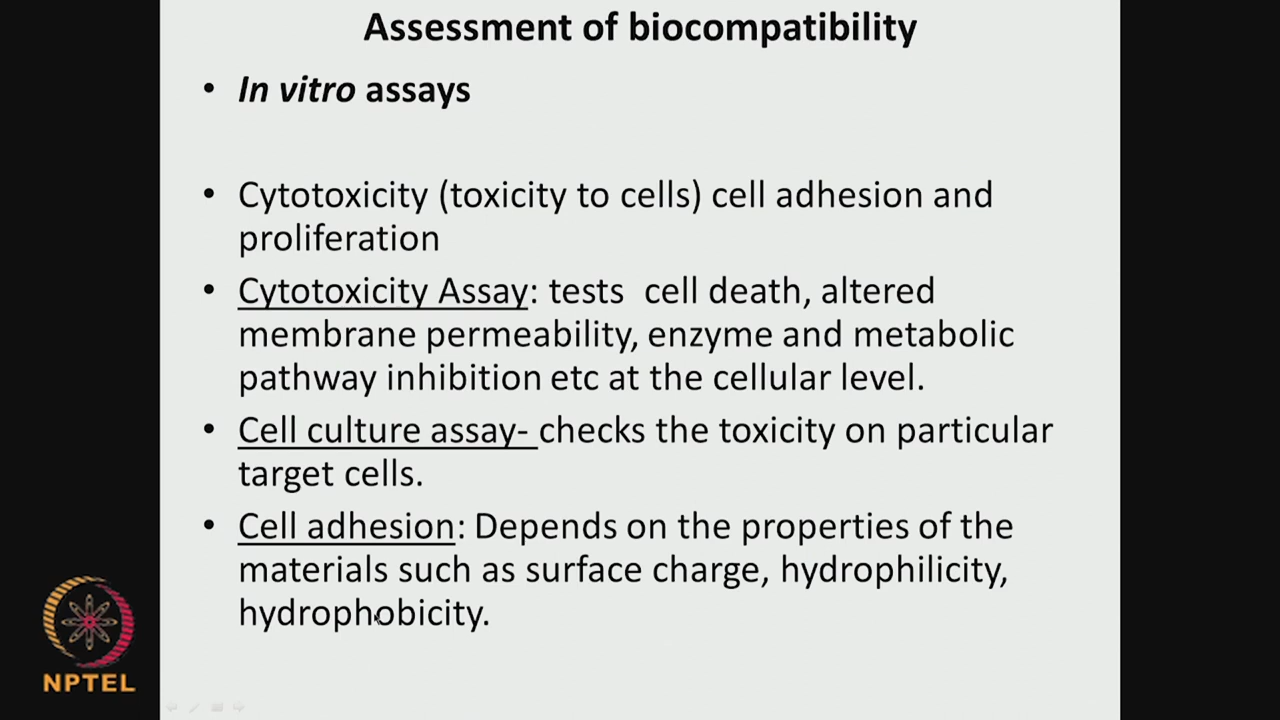 Assessment of biocompatibility
• In vitro assays
• Cytotoxicity (toxicity to cells) cell adhesion and
proliferation
• Cytotoxicity Assay: tests  cell death, altered
membrane permeability, enzyme and metabolic
pathway inhibition etc at the cellular level.
• Cell culture assay- checks the toxicity on particular
target cells.
• Cell adhesion: Depends on the properties of the
materials such as surface charge, hydrophilicity,
hydrophobicity.
NPTEL